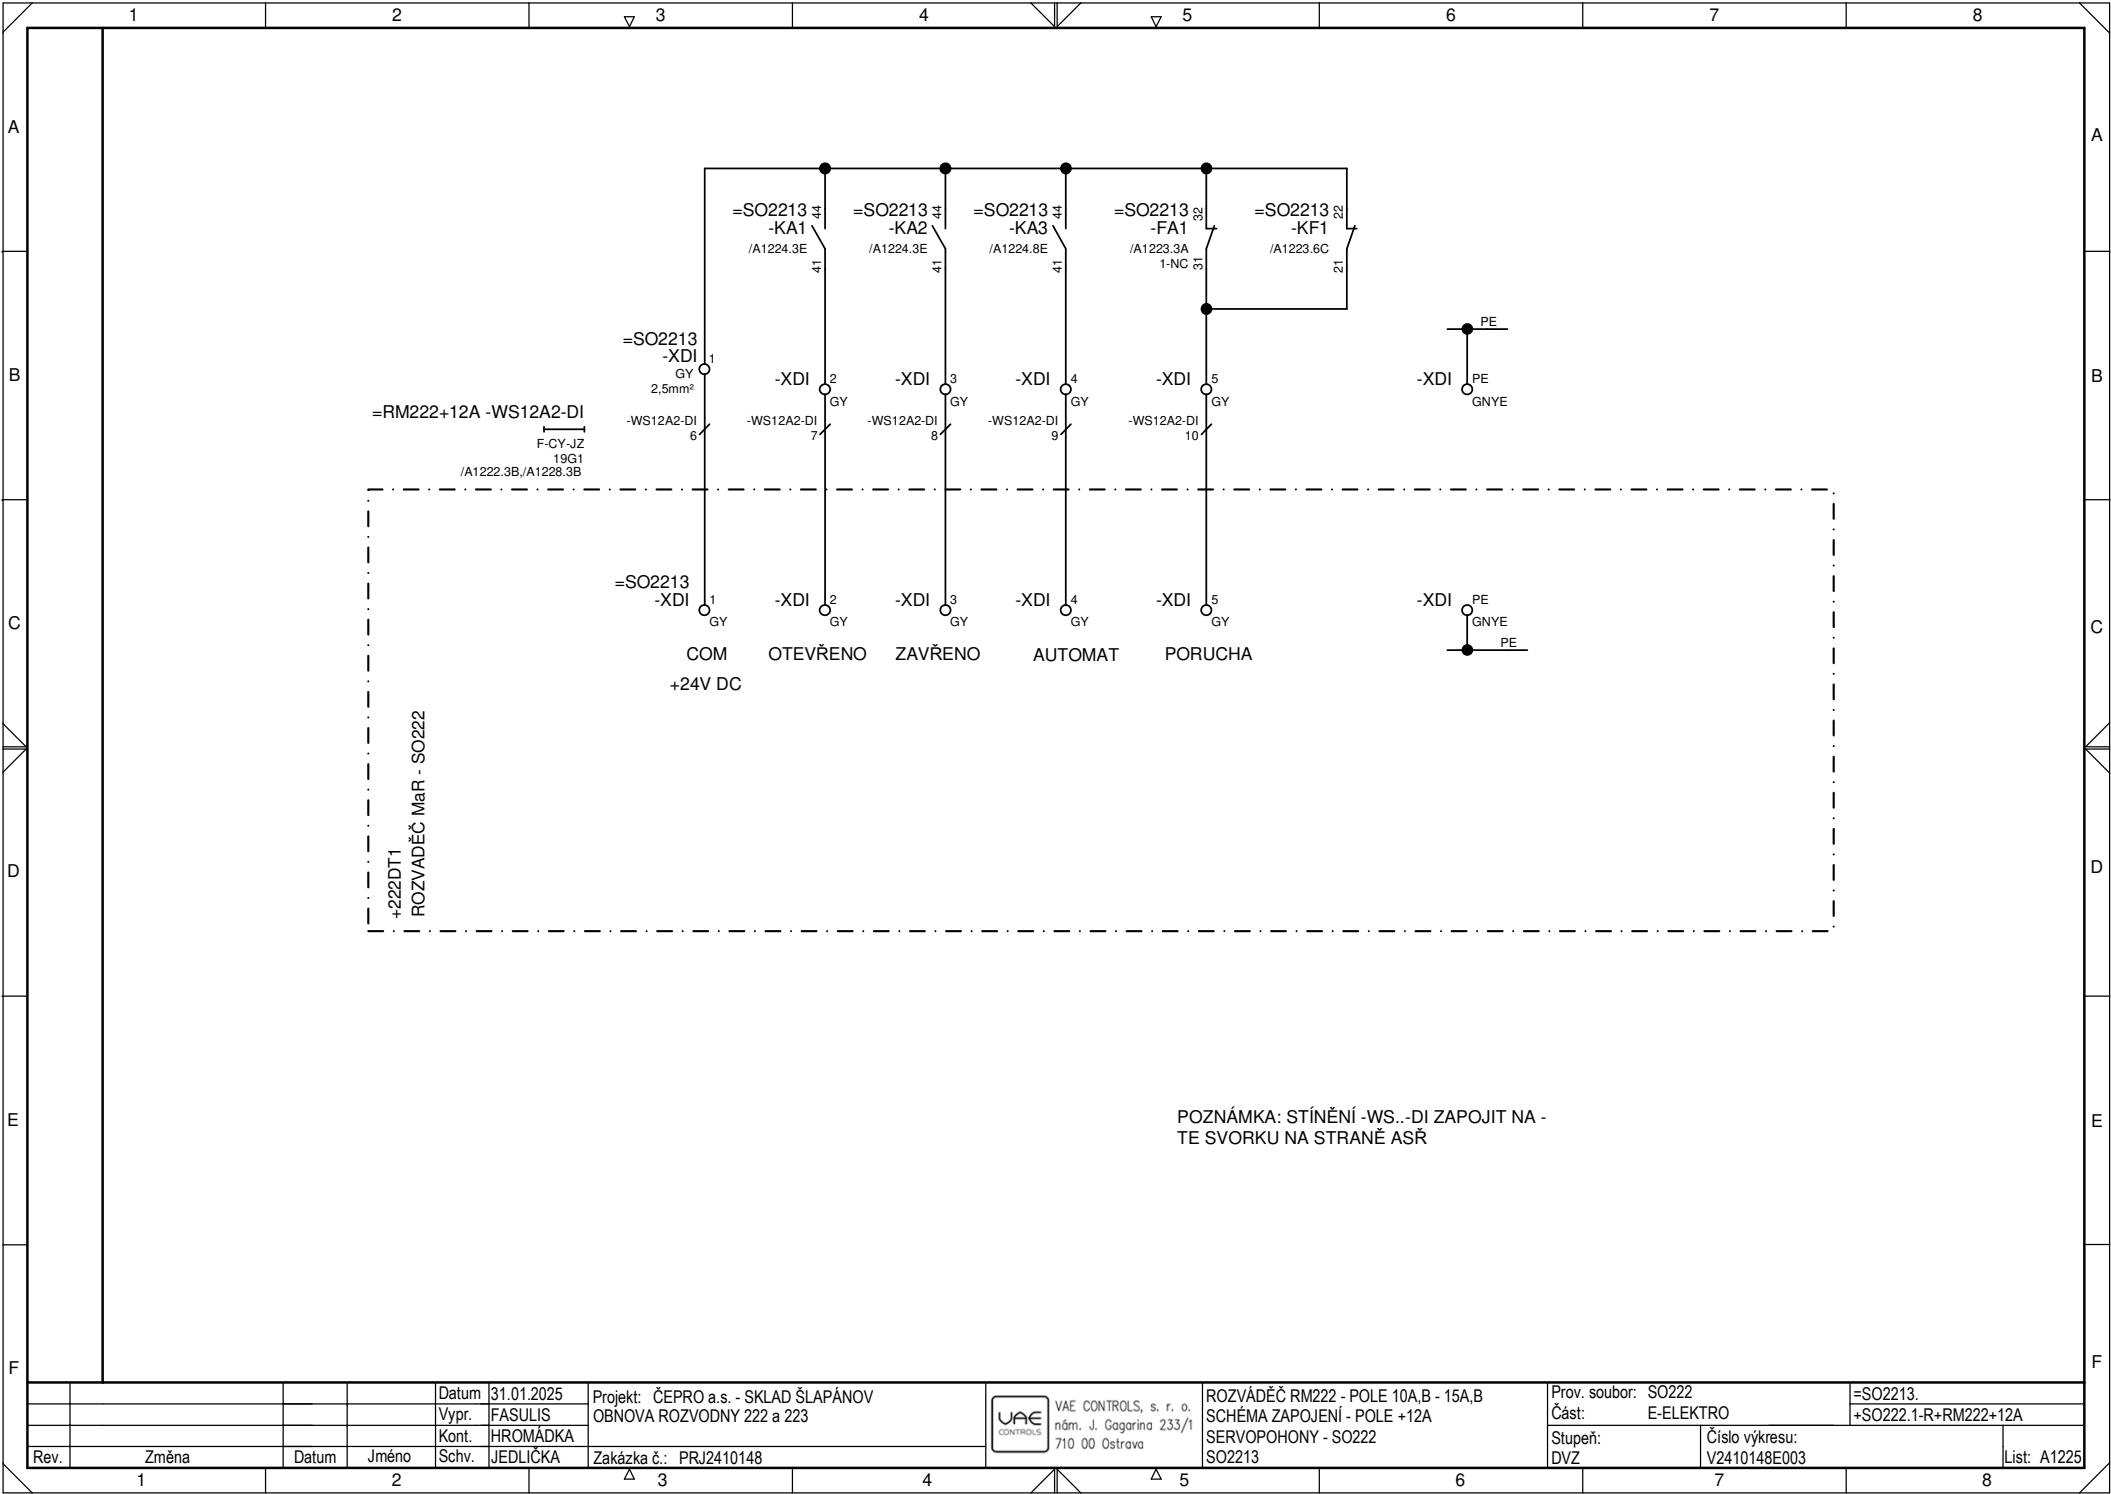 1 2 3 4 5 6 7 8
A A
=SO2213 -KA1 /A1224.3E 44 41
=SO2213 -KA2 /A1224.3E 44 41
=SO2213 -KA3 /A1224.8E 44 41
=SO2213 -FA1 /A1223.3A 1-NC 32 31
=SO2213 -KF1 /A1223.6C 22 21
B B
=SO2213
-XDI 1
GY
2,5mm²
-XDI 2 GY
-XDI 3 GY
-XDI 4 GY
-XDI 5 GY
PE
-XDI PE GNYE
=RM222+12A -WS12A2-DI
F-CY-JZ
19G1
/A1222.3B,/A1228.3B
-WS12A2-DI 6
-WS12A2-DI 7
-WS12A2-DI 8
-WS12A2-DI 9
-WS12A2-DI 10
C C
=SO2213
-XDI 1 GY
-XDI 2 GY
-XDI 3 GY
-XDI 4 GY
-XDI 5 GY
-XDI PE GNYE
PE
COM OTEVŘENO ZAVŘENO AUTOMAT PORUCHA
+24V DC
+222DT1
ROZVADĚČ MaR - SO222
D D
E E
POZNÁMKA: STÍNĚNÍ -WS..-DI ZAPOJIT NA -
TE SVORKU NA STRANĚ ASŘ
F F
Datum 31.01.2025
Vypr. FASULIS
Kont. HROMÁDKA
Rev. Změna Datum Jméno Schv. JEDLIČKA
Projekt: ČEPRO a.s. - SKLAD ŠLAPÁNOV
OBNOVA ROZVODNY 222 a 223
Zakázka č.: PRJ2410148
UAE
CONTROLS
VAE CONTROLS, s. r. o.
nám. J. Gagarina 233/1
710 00 Ostrava
ROZVÁDĚČ RM222 - POLE 10A,B - 15A,B
SCHÉMA ZAPOJENÍ - POLE +12A
SERVOPOHONY - SO222
SO2213
Prov. soubor: SO222
Část: E-ELEKTRO
Stupeň:
DVZ
Číslo výkresu:
V2410148E003
=SO2213.
+SO222.1-R+RM222+12A
List: A1225
1 2 3 4 5 6 7 8